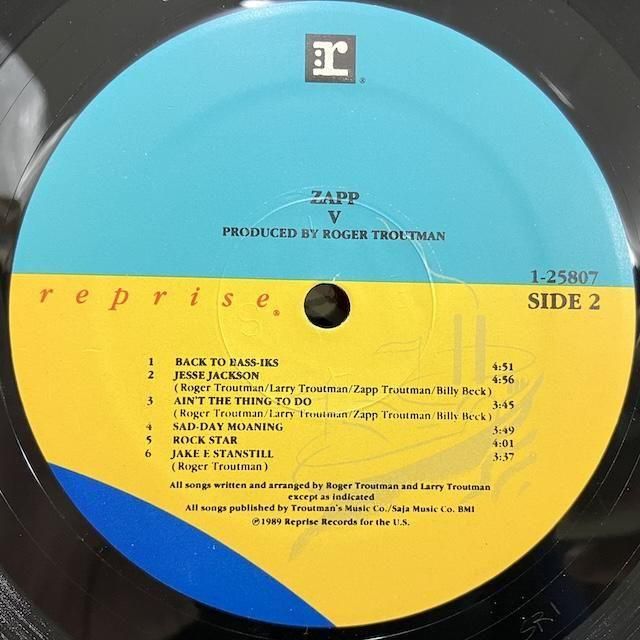 r®
ZAPP
V
PRODUCED BY ROGER TROUTMAN
1-25807
reprise®
SIDE 2
1 BACK TO BASS-IKS 4:51
2 JESSE JACKSON 4:56
(Roger Troutman/Larry Troutman/Zapp Troutman/Billy Beck)
3 AIN'T THE THING TO DO 3:45
(Roger Troutman/Larry Troutman/Zapp Troutman/Billy Beck)
4 SAD-DAY MOANING 3:49
5 ROCK STAR 4:01
6 JAKE E STANSTILL 3:37
(Roger Troutman)
All songs written and arranged by Roger Troutman and Larry Troutman
except as indicated
All songs published by Troutman's Music Co./Saja Music Co. BMI
℗©1989 Reprise Records for the U.S.
SR1